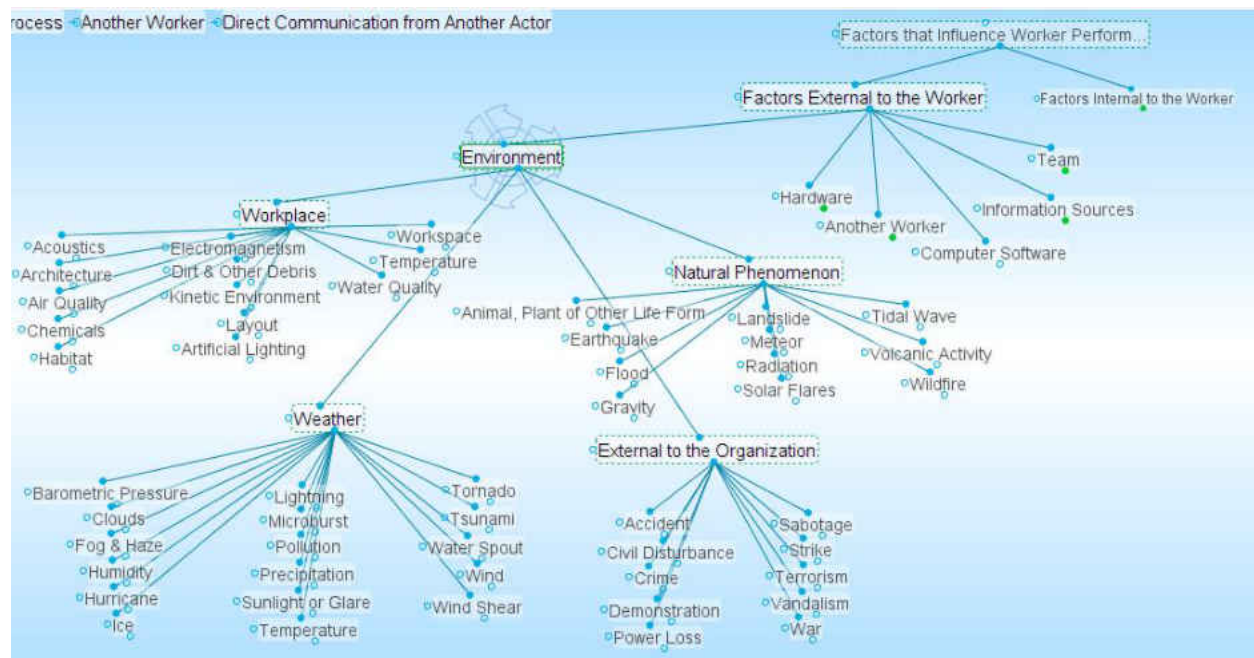 ocess Another Worker Direct Communication from Another Actor
Factors that Influence Worker Perform...
Factors External to the Worker
Factors Internal to the Worker
Environment
Team
Hardware
Information Sources
Another Worker
Computer Software
Workplace
Acoustics
Electromagnetism
Workspace
Architecture
Dirt & Other Debris
Temperature
Air Quality
Kinetic Environment
Water Quality
Chemicals
Layout
Habitat
Artificial Lighting
Natural Phenomenon
Animal, Plant of Other Life Form
Landslide
Tidal Wave
Earthquake
Meteor
Volcanic Activity
Flood
Radiation
Wildfire
Gravity
Solar Flares
Weather
Barometric Pressure
Lightning
Tornado
Clouds
Microburst
Tsunami
Fog & Haze
Pollution
Water Spout
Humidity
Precipitation
Wind
Hurricane
Sunlight or Glare
Wind Shear
Ice
Temperature
External to the Organization
Accident
Sabotage
Civil Disturbance
Strike
Crime
Terrorism
Demonstration
Vandalism
Power Loss
War